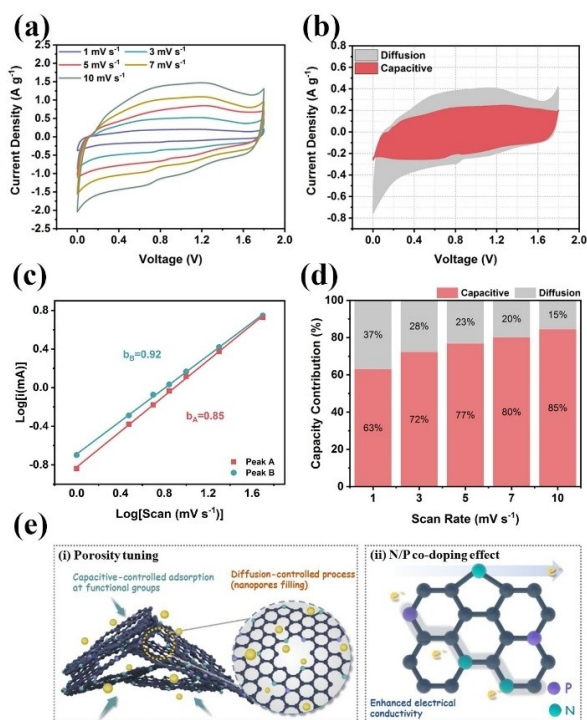 (a)
1 mV s⁻¹ 3 mV s⁻¹
5 mV s⁻¹ 7 mV s⁻¹
10 mV s⁻¹
Current Density (A g⁻¹)
2.5
2.0
1.5
1.0
0.5
0.0
-0.5
-1.0
-1.5
-2.0
-2.5
0.0 0.4 0.8 1.2 1.6 2.0
Voltage (V)
(b)
Diffusion
Capacitive
Current Density (A g⁻¹)
0.8
0.6
0.4
0.2
0.0
-0.2
-0.4
-0.6
-0.8
0.0 0.4 0.8 1.2 1.6 2.0
Voltage (V)
(c)
Log[i(mA)]
0.8
0.4
0.0
-0.4
-0.8
b_B=0.92
b_A=0.85
Peak A
Peak B
0.0 0.4 0.8 1.2 1.6
Log[Scan (mV s⁻¹)]
(d)
Capacitive Diffusion
Capacity Contribution (%)
100
80
60
40
20
0
37% 28% 23% 20% 15%
63% 72% 77% 80% 85%
1 3 5 7 10
Scan Rate (mV s⁻¹)
(e)
(i) Porosity tuning
Capacitive-controlled adsorption
at functional groups
Diffusion-controlled process
(nanopores filling)
(ii) N/P co-doping effect
P
N
Enhanced electrical
conductivity